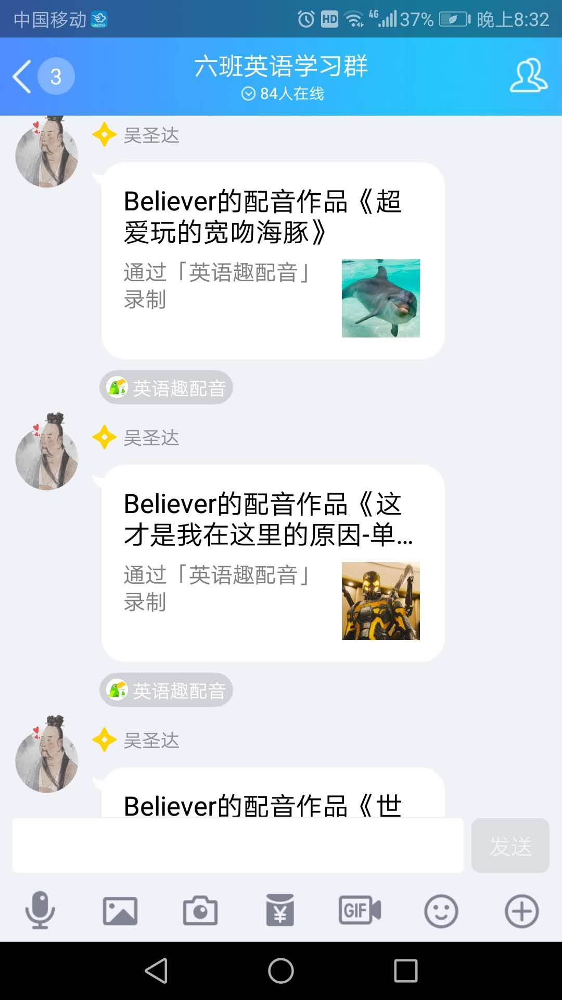 中国移动
HD
4G
37%
晚上8:32
3
六班英语学习群
84人在线
吴圣达
Believer的配音作品《超
爱玩的宽吻海豚》
通过「英语趣配音」
录制
英语趣配音
吴圣达
Believer的配音作品《这
才是我在这里的原因-单...
通过「英语趣配音」
录制
英语趣配音
吴圣达
Believer的配音作品《世
发送
¥
GIF